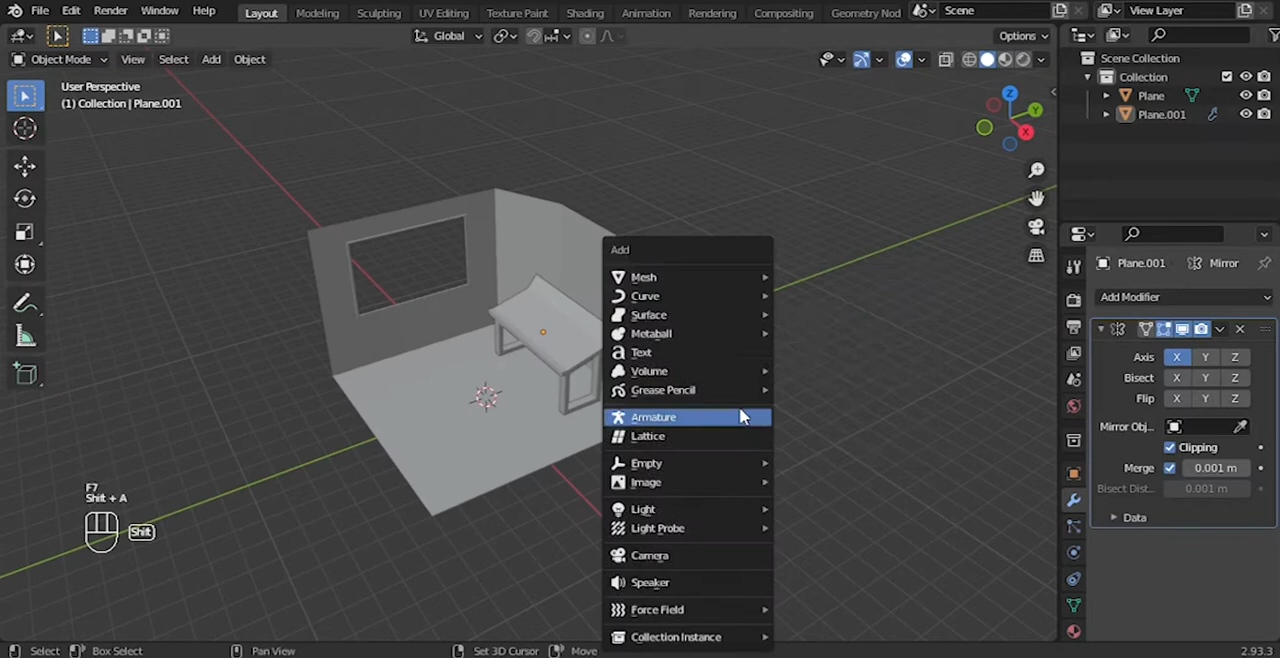 File Edit Render Window Help Layout Modeling Sculpting UV Editing Texture Paint Shading Animation Rendering Compositing Geometry Nod Scene View Layer
Global Options
Object Mode View Select Add Object
User Perspective
(1) Collection | Plane.001
Scene Collection
Collection
Plane
Plane.001
Z
Y
X
Add
Mesh
Curve
Surface
Metaball
Text
Volume
Grease Pencil
Armature
Lattice
Empty
Image
Light
Light Probe
Camera
Speaker
Force Field
Collection Instance
Plane.001 Mirror
Add Modifier
Axis X Y Z
Bisect X Y Z
Flip X Y Z
Mirror Obj...
Clipping
Merge 0.001 m
Bisect Dist... 0.001 m
Data
F7
Shift + A
Shit
Select Box Select Pan View Set 3D Cursor Move 2.93.3